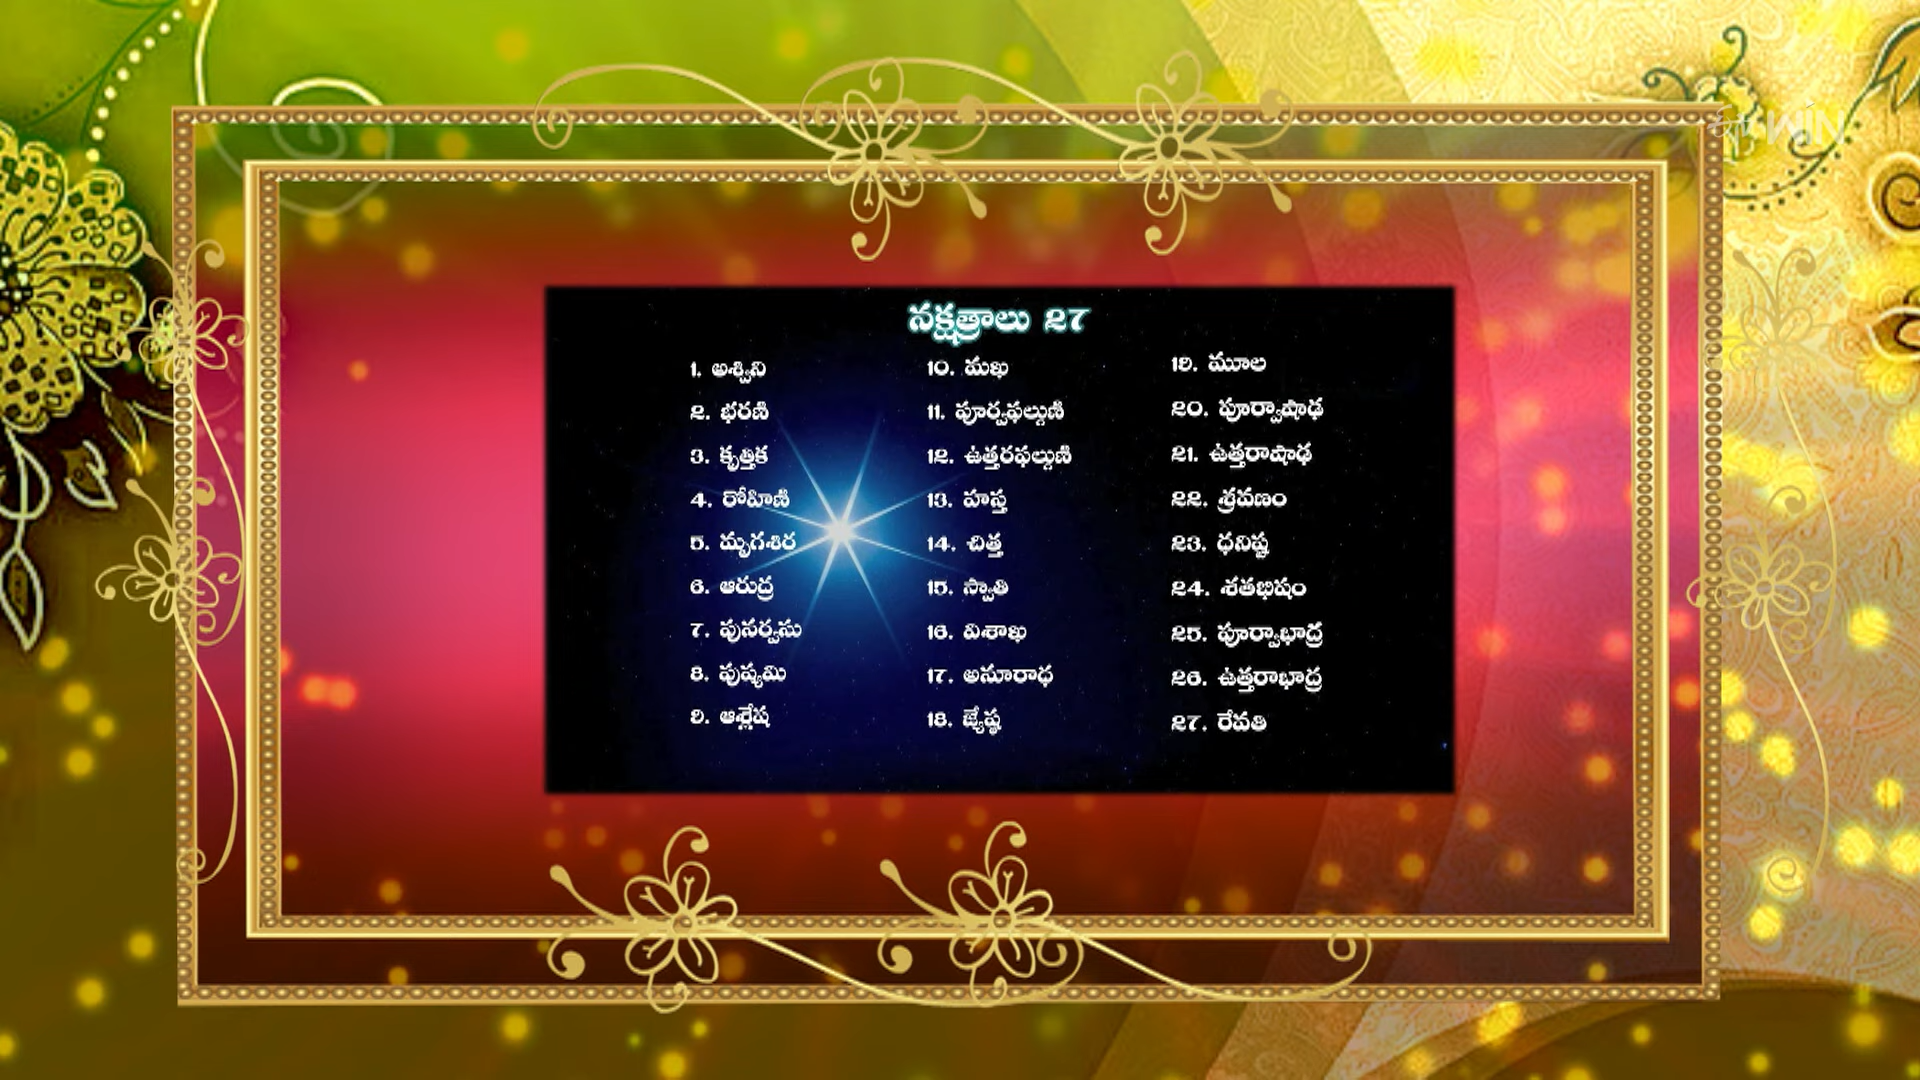 ఈటీవీ WIN
నక్షత్రాలు 27
1. అశ్విని
2. భరణి
3. కృత్తిక
4. రోహిణి
5. మృగశిర
6. ఆరుద్ర
7. పునర్వసు
8. పుష్యమి
9. ఆశ్లేష
10. మఖ
11. పూర్వఫల్గుణి
12. ఉత్తరఫల్గుణి
13. హస్త
14. చిత్త
15. స్వాతి
16. విశాఖ
17. అనూరాధ
18. జ్యేష్ఠ
19. మూల
20. పూర్వాషాఢ
21. ఉత్తరాషాఢ
22. శ్రవణం
23. ధనిష్ఠ
24. శతభిషం
25. పూర్వాభాద్ర
26. ఉత్తరాభాద్ర
27. రేవతి